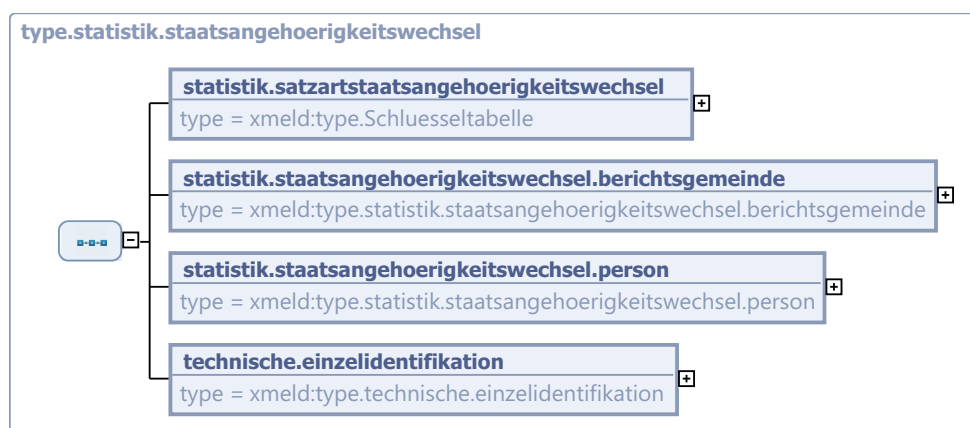 type.statistik.staatsangehoerigkeitswechsel
statistik.satzartstaatsangehoerigkeitswechsel
type = xmeld:type.Schluesseltabelle
statistik.staatsangehoerigkeitswechsel.berichtsgemeinde
type = xmeld:type.statistik.staatsangehoerigkeitswechsel.berichtsgemeinde
statistik.staatsangehoerigkeitswechsel.person
type = xmeld:type.statistik.staatsangehoerigkeitswechsel.person
technische.einzelidentifikation
type = xmeld:type.technische.einzelidentifikation